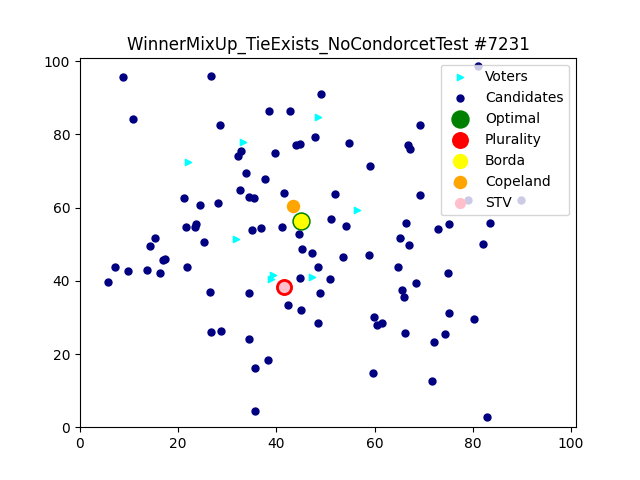 WinnerMixUp_TieExists_NoCondorcetTest #7231
Voters
Candidates
Optimal
Plurality
Borda
Copeland
STV
100
80
60
40
20
0
0 20 40 60 80 100